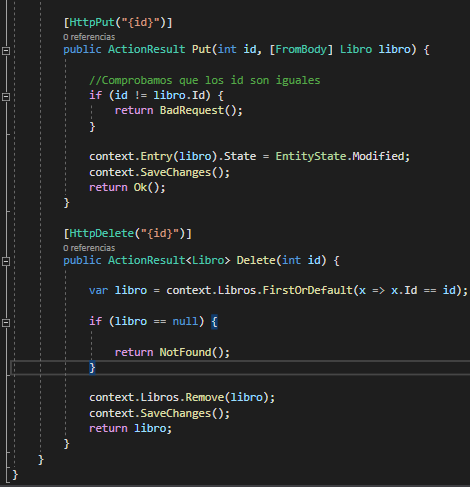 [HttpPut("{id}")]
0 referencias
public ActionResult Put(int id, [FromBody] Libro libro) {
//Comprobamos que los id son iguales
if (id != libro.Id) {
return BadRequest();
}
context.Entry(libro).State = EntityState.Modified;
context.SaveChanges();
return Ok();
}
[HttpDelete("{id}")]
0 referencias
public ActionResult<Libro> Delete(int id) {
var libro = context.Libros.FirstOrDefault(x => x.Id == id);
if (libro == null) {
return NotFound();
}
context.Libros.Remove(libro);
context.SaveChanges();
return libro;
}
}
}